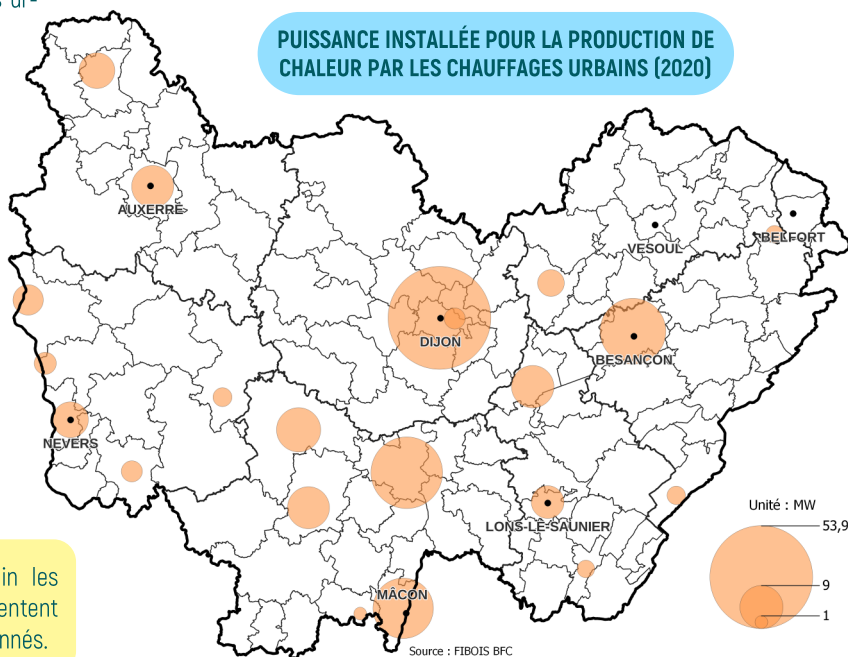 PUISSANCE INSTALLÉE POUR LA PRODUCTION DE
CHALEUR PAR LES CHAUFFAGES URBAINS (2020)
AUXERRE
VESOUL
BELFORT
DIJON
BESANÇON
NEVERS
LONS-LE-SAUNIER
MÂCON
Unité : MW
53,9
9
1
in les
entent
nnés.
Source : FIBOIS BFC